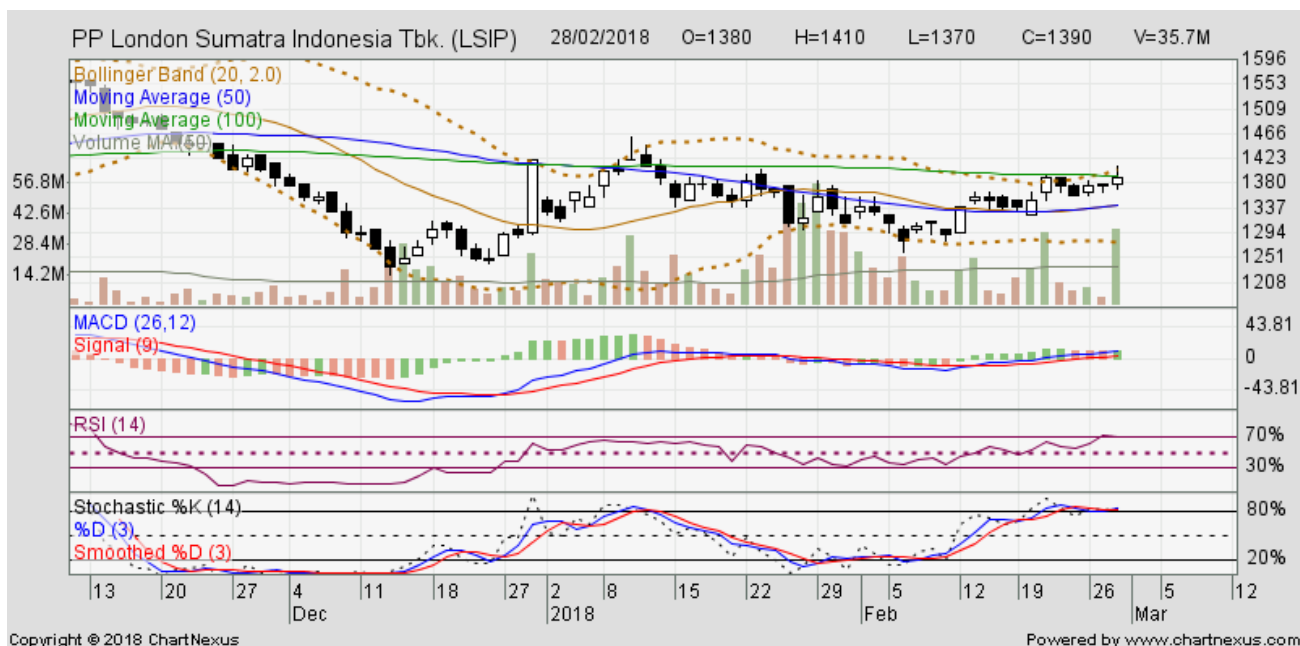 PP London Sumatra Indonesia Tbk. (LSIP) 28/02/2018 O=1380 H=1410 L=1370 C=1390 V=35.7M
Bollinger Band (20, 2.0)
Moving Average (50)
Moving Average (100)
Volume MA (50)
1596
1553
1509
1466
1423
1380
1337
1294
1251
1208
56.8M
42.6M
28.4M
14.2M
MACD (26,12)
Signal (9)
43.81
0
-43.81
RSI (14)
70%
30%
Stochastic %K (14)
%D (3)
Smoothed %D (3)
80%
20%
13 20 27 4 11 18 27 2 8 15 22 29 5 12 19 26 5 12
Dec 2018 Feb Mar
Copyright © 2018 ChartNexus Powered by www.chartnexus.com